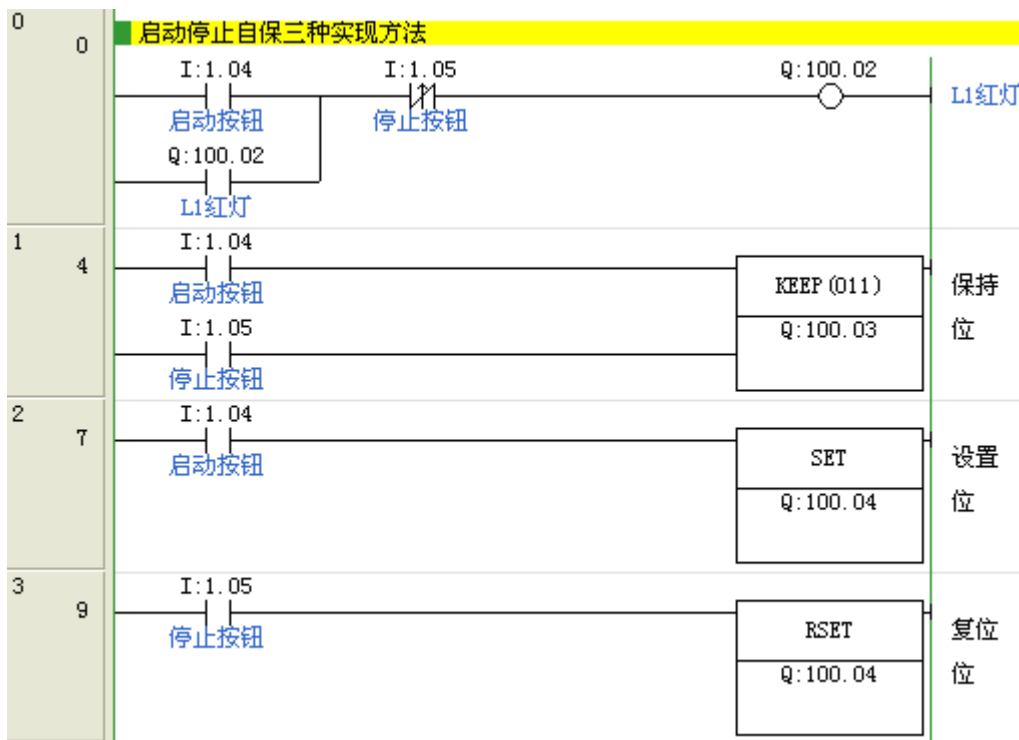 0
0
启动停止自保三种实现方法
I:1.04 I:1.05 Q:100.02
L1红灯
启动按钮 停止按钮
Q:100.02
L1红灯
1
4
I:1.04
启动按钮
KEEP(011)
保持
I:1.05
Q:100.03
位
停止按钮
2
7
I:1.04
启动按钮
SET
设置
Q:100.04
位
3
9
I:1.05
停止按钮
RSET
复位
Q:100.04
位